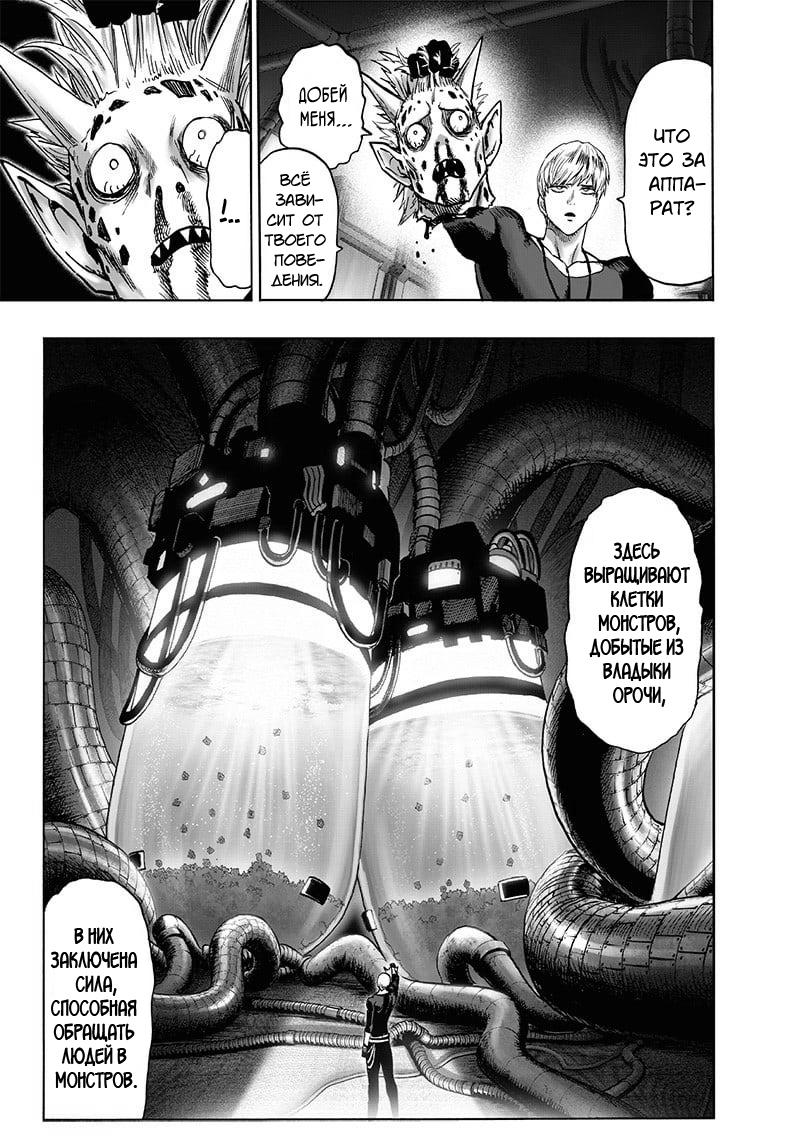 ЧТО
ЭТО ЗА
АППА-
РАТ?
ДОБЕЙ
МЕНЯ...
ВСЁ
ЗАВИ-
СИТ ОТ
ТВОЕГО
ПОВЕ-
ДЕНИЯ.
!..
ЗДЕСЬ
ВЫРАЩИВАЮТ
КЛЕТКИ
МОНСТРОВ,
ДОБЫТЫЕ ИЗ
ВЛАДЫКИ
ОРОЧИ,
В НИХ
ЗАКЛЮЧЕНА
СИЛА,
СПОСОБНАЯ
ОБРАЩАТЬ
ЛЮДЕЙ В
МОНСТРОВ.